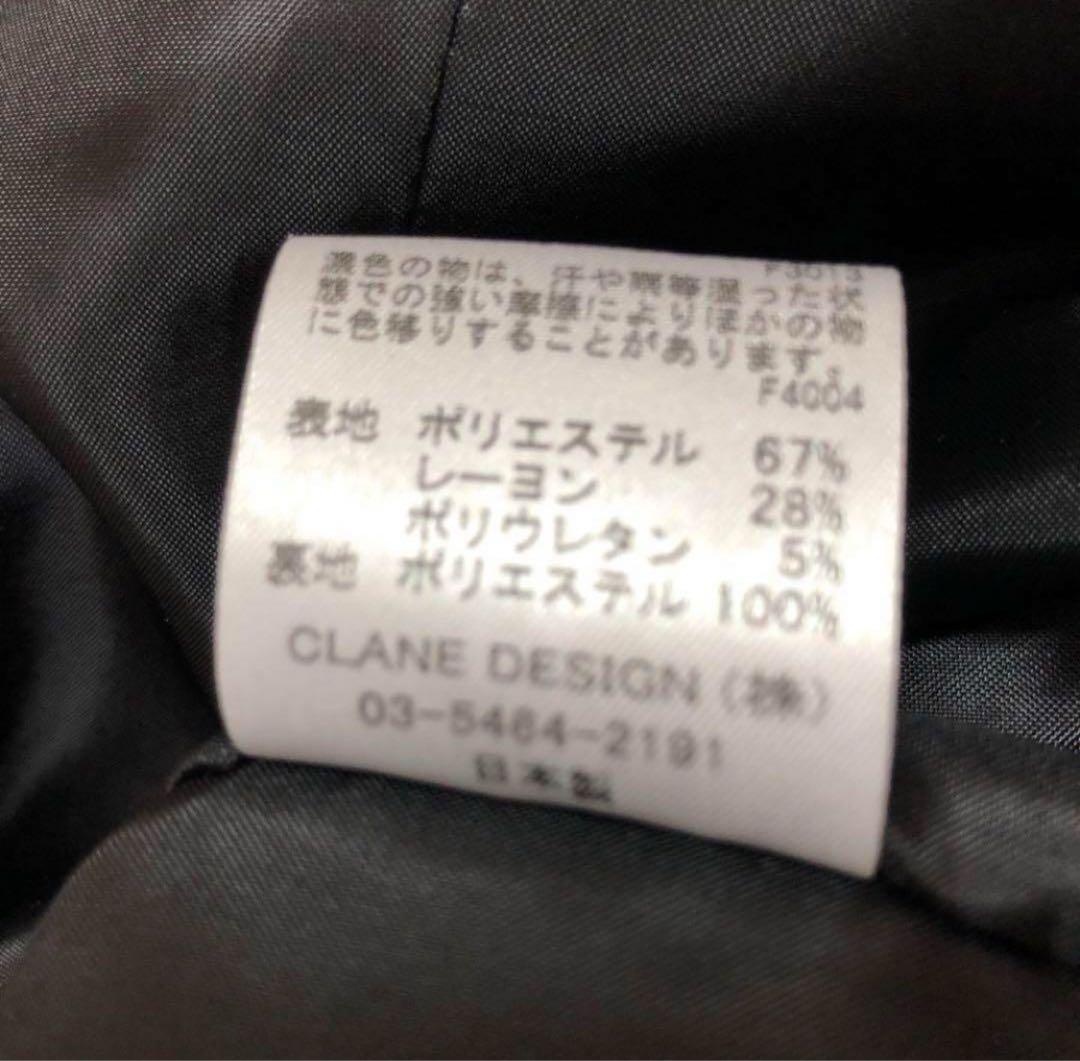 F3013
濃色の物は、汗や雨等湿った状
態での強い摩擦によりほかの物
に色移りすることがあります。
F4004
表地 ポリエステル 67%
レーヨン 28%
ポリウレタン 5%
裏地 ポリエステル 100%
CLANE DESIGN (株)
03-5464-2191
日本製